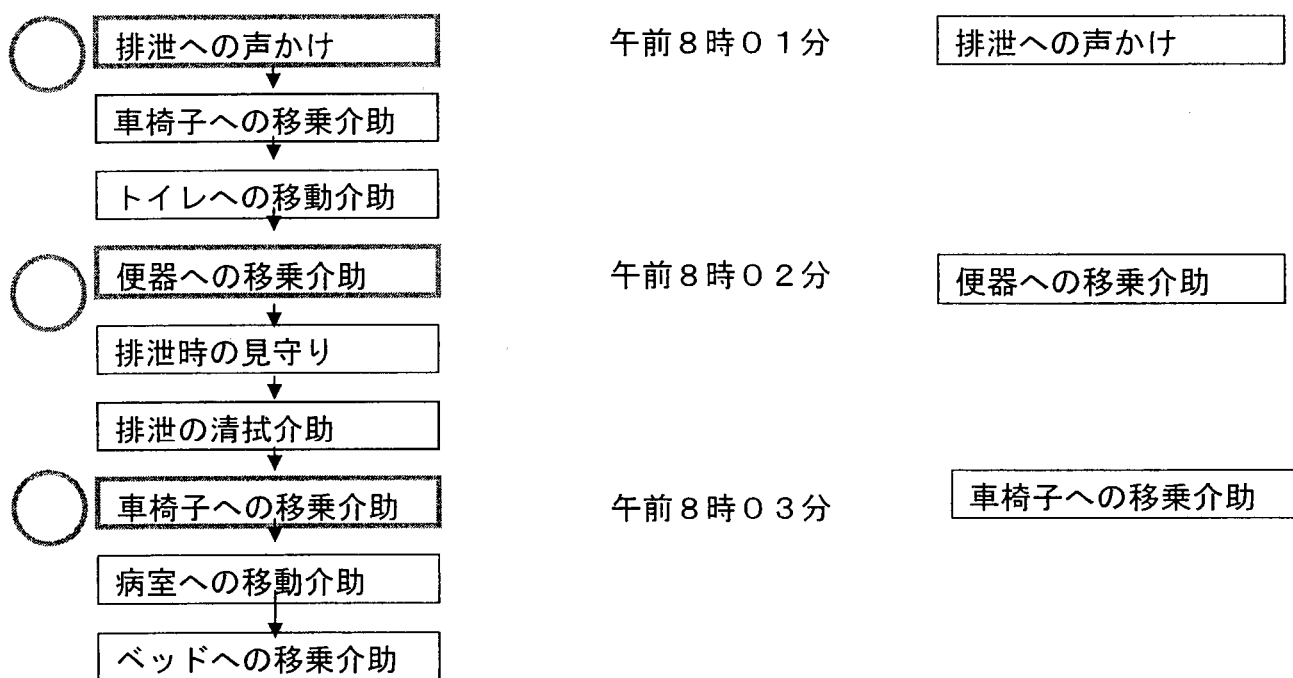 排泄への声かけ 午前８時０１分 排泄への声かけ
車椅子への移乗介助
トイレへの移動介助
便器への移乗介助 午前８時０２分 便器への移乗介助
排泄時の見守り
排泄の清拭介助
車椅子への移乗介助 午前８時０３分 車椅子への移乗介助
病室への移動介助
ベッドへの移乗介助